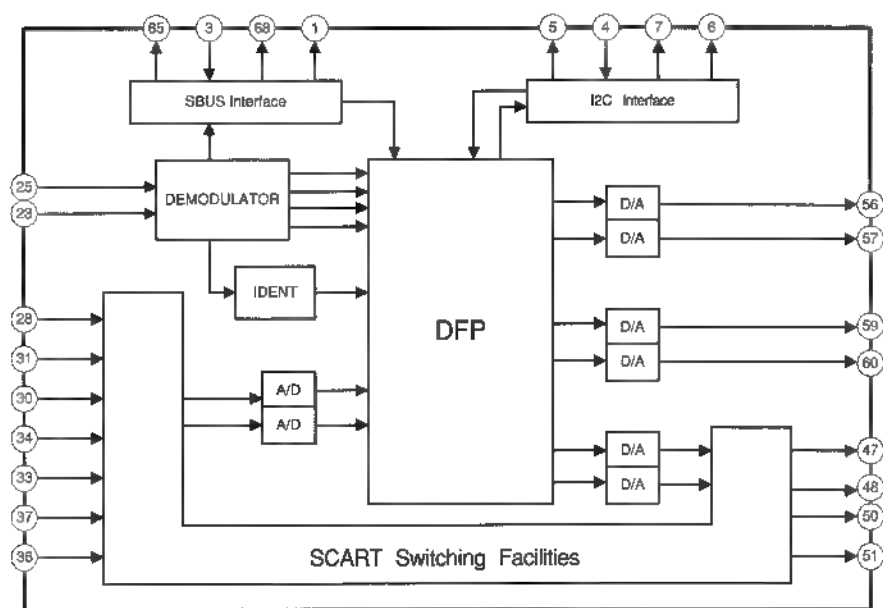 65 3 68 1 5 4 7 6
SBUS Interface
I2C Interface
25
23
DEMODULATOR
D/A
56
D/A
57
IDENT
28
DFP
D/A
59
31
D/A
60
30
A/D
A/D
34
D/A
47
33
D/A
48
37
50
36
SCART Switching Facilities
51